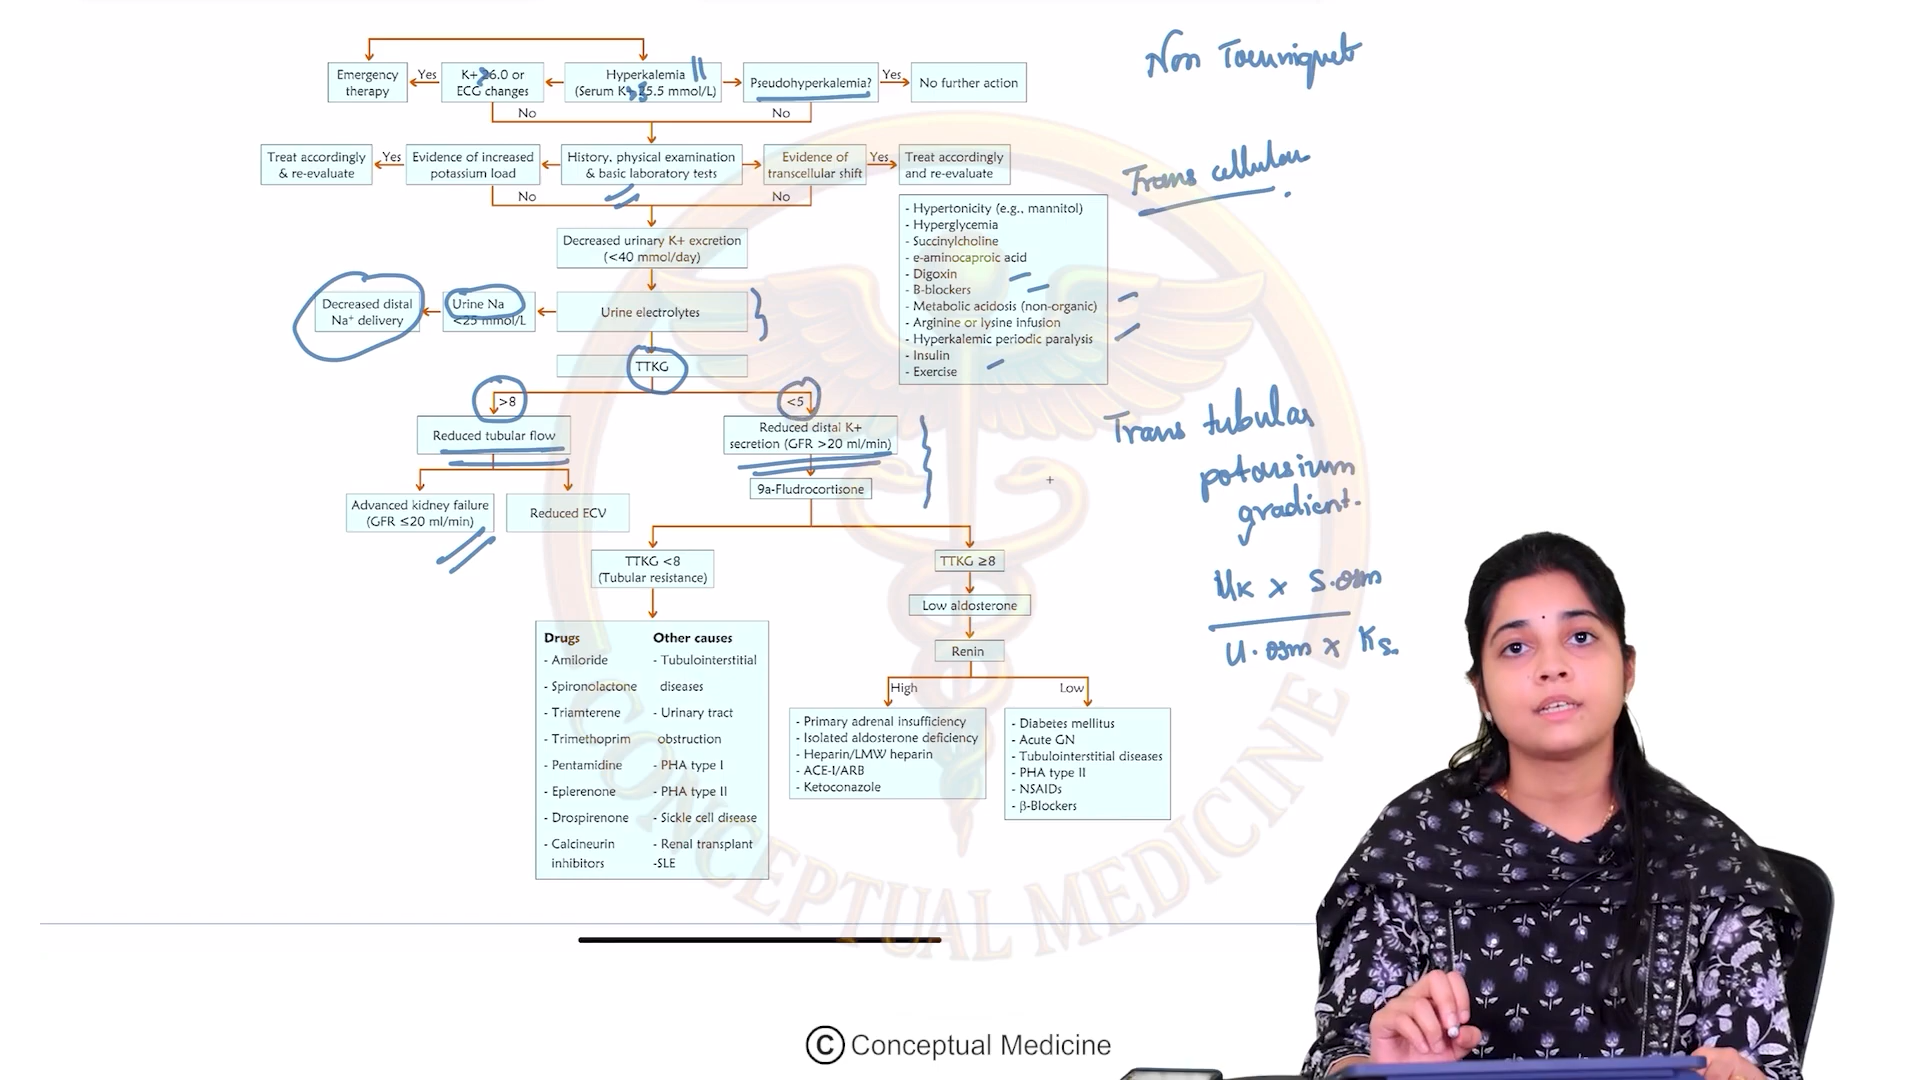 Non Tourniquet
Emergency
therapy
Yes
K+ ≥6.0 or
ECG changes
Hyperkalemia
(Serum K+ ≥5.5 mmol/L)
Pseudohyperkalemia?
Yes
No further action
No
No
Treat accordingly
& re-evaluate
Yes
Evidence of increased
potassium load
History, physical examination
& basic laboratory tests
Evidence of
transcellular shift
Yes
Treat accordingly
and re-evaluate
Trans cellular
No
No
- Hypertonicity (e.g., mannitol)
- Hyperglycemia
- Succinylcholine
- e-aminocaproic acid
- Digoxin
- B-blockers
- Metabolic acidosis (non-organic)
- Arginine or lysine infusion
- Hyperkalemic periodic paralysis
- Insulin
- Exercise
Decreased urinary K+ excretion
(<40 mmol/day)
Decreased distal
Na⁺ delivery
Urine Na
<25 mmol/L
Urine electrolytes
TTKG
>8
<5
Reduced tubular flow
Reduced distal K+
secretion (GFR >20 ml/min)
Trans tubular
potassium
gradient.
9a-Fludrocortisone
Advanced kidney failure
(GFR ≤20 ml/min)
Reduced ECV
TTKG <8
(Tubular resistance)
TTKG ≥8
UK x S.osm
U.osm x Ks.
Low aldosterone
Renin
High
Low
Drugs
- Amiloride
- Spironolactone
- Triamterene
- Trimethoprim
- Pentamidine
- Eplerenone
- Drospirenone
- Calcineurin
inhibitors
Other causes
- Tubulointerstitial
diseases
- Urinary tract
obstruction
- PHA type I
- PHA type II
- Sickle cell disease
- Renal transplant
-SLE
- Primary adrenal insufficiency
- Isolated aldosterone deficiency
- Heparin/LMW heparin
- ACE-I/ARB
- Ketoconazole
- Diabetes mellitus
- Acute GN
- Tubulointerstitial diseases
- PHA type II
- NSAIDs
- β-Blockers
CONCEPTUAL MEDICINE
© Conceptual Medicine